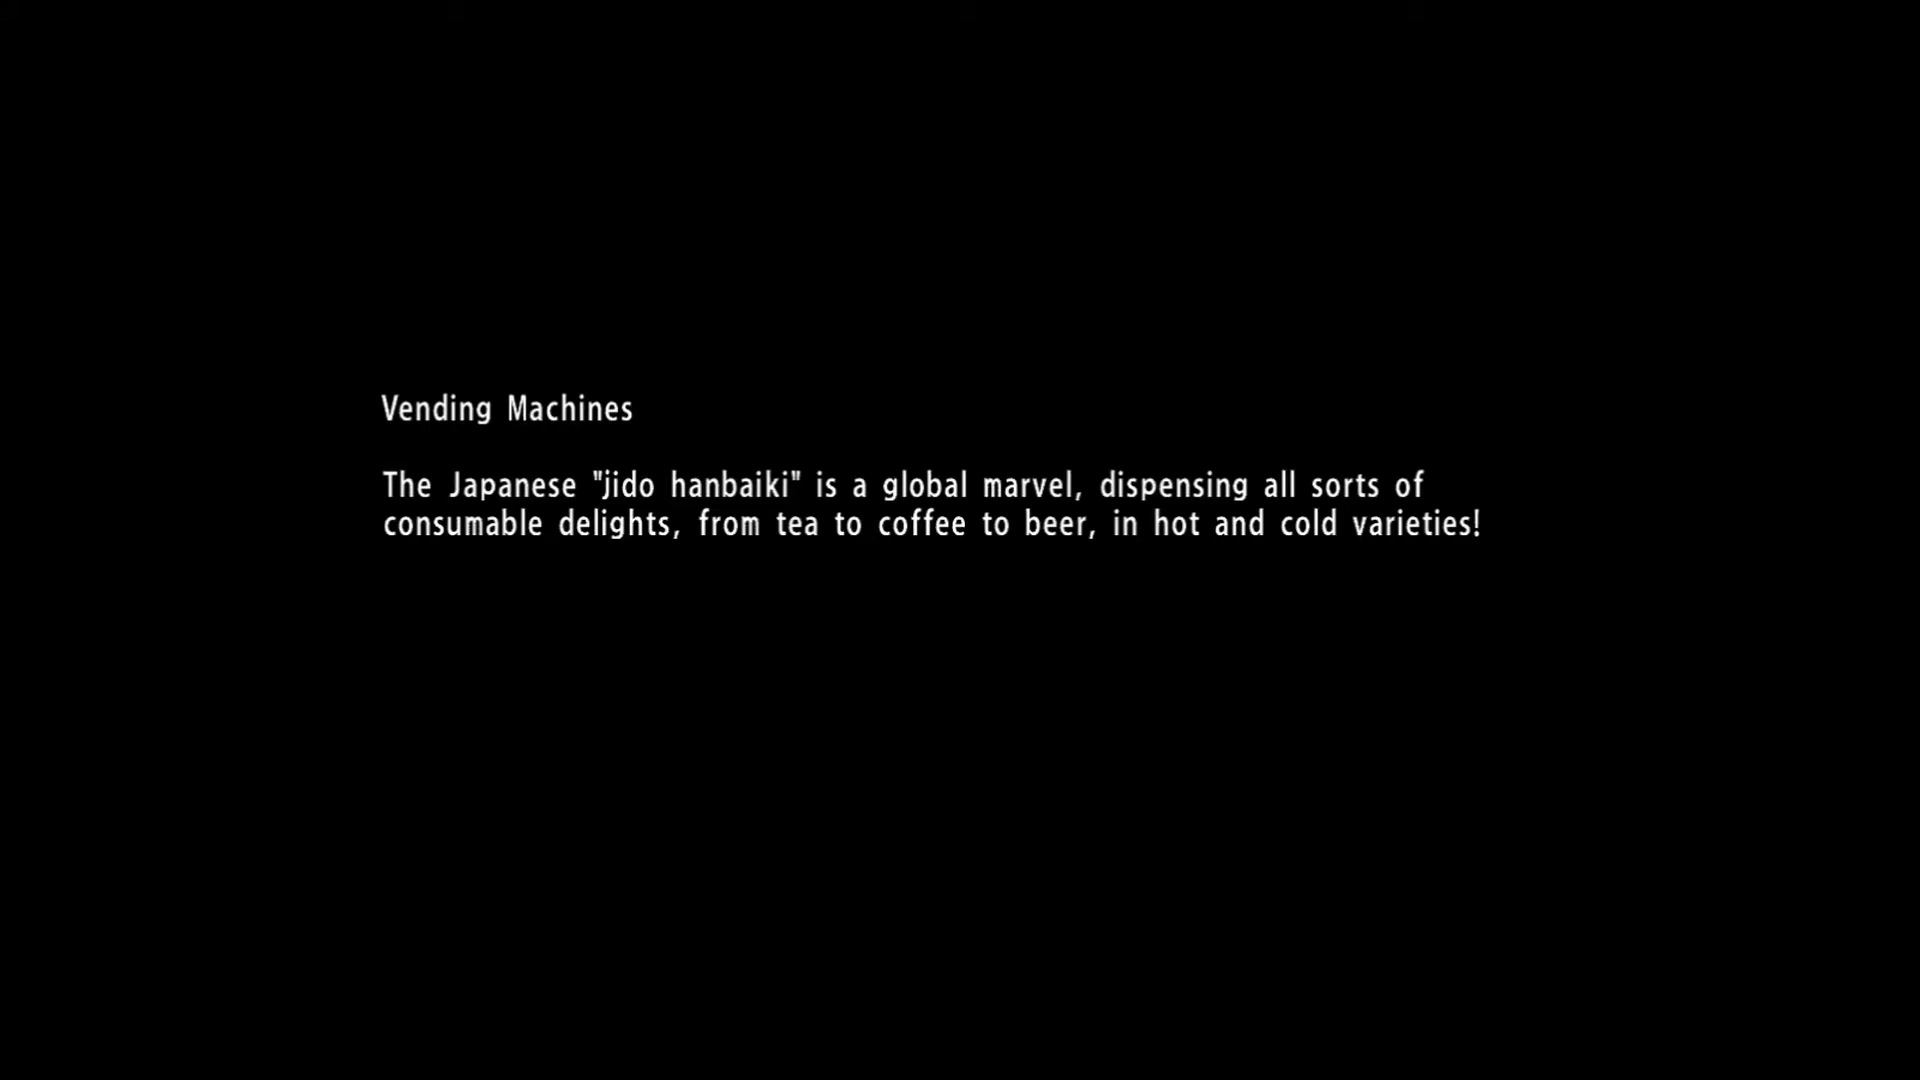 Vending Machines
The Japanese "jido hanbaiki" is a global marvel, dispensing all sorts of
consumable delights, from tea to coffee to beer, in hot and cold varieties!